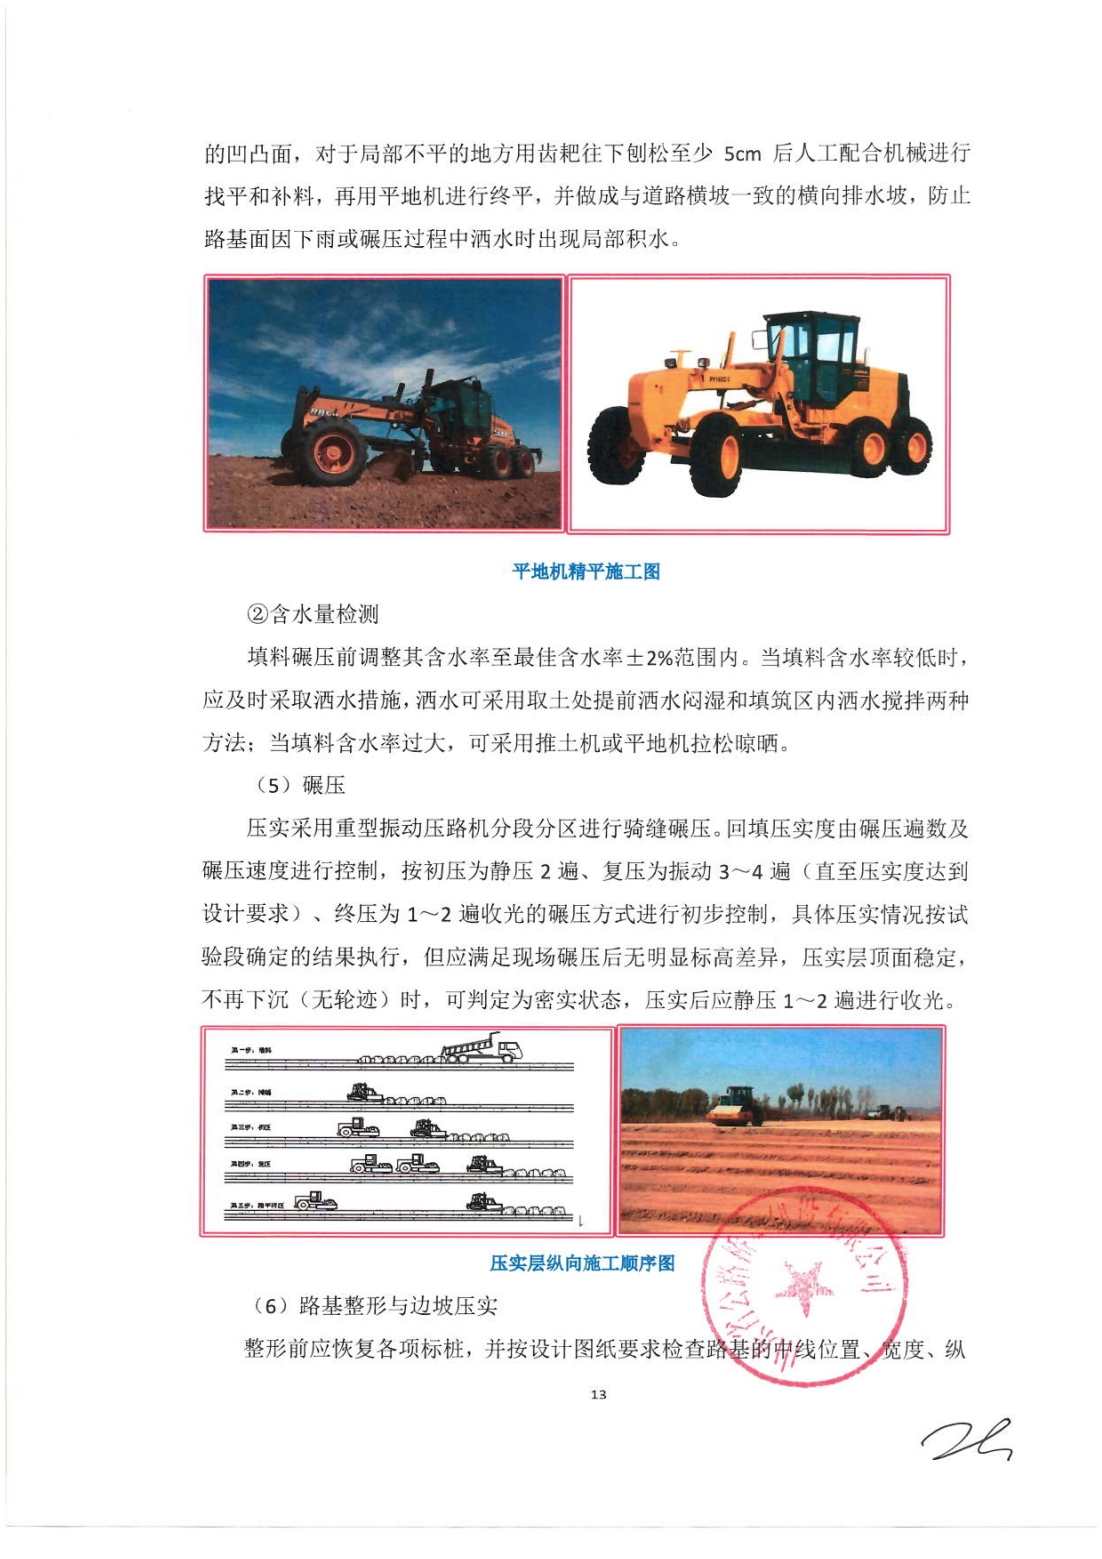 的凹凸面，对于局部不平的地方用齿耙往下刨松至少 5cm 后人工配合机械进行
找平和补料，再用平地机进行终平，并做成与道路横坡一致的横向排水坡，防止
路基面因下雨或碾压过程中洒水时出现局部积水。
平地机精平施工图
②含水量检测
填料碾压前调整其含水率至最佳含水率±2%范围内。当填料含水率较低时，
应及时采取洒水措施，洒水可采用取土处提前洒水闷湿和填筑区内洒水搅拌两种
方法；当填料含水率过大，可采用推土机或平地机拉松晾晒。
（5）碾压
压实采用重型振动压路机分段分区进行骑缝碾压。回填压实度由碾压遍数及
碾压速度进行控制，按初压为静压 2 遍、复压为振动 3～4 遍（直至压实度达到
设计要求）、终压为 1～2 遍收光的碾压方式进行初步控制，具体压实情况按试
验段确定的结果执行，但应满足现场碾压后无明显标高差异，压实层顶面稳定，
不再下沉（无轮迹）时，可判定为密实状态，压实后应静压 1～2 遍进行收光。
第一步：堆料
第二步：摊铺
第三步：初压
第四步：复压
第五步：终压
压实层纵向施工顺序图
（6）路基整形与边坡压实
整形前应恢复各项标桩，并按设计图纸要求检查路基的中线位置、宽度、纵
13